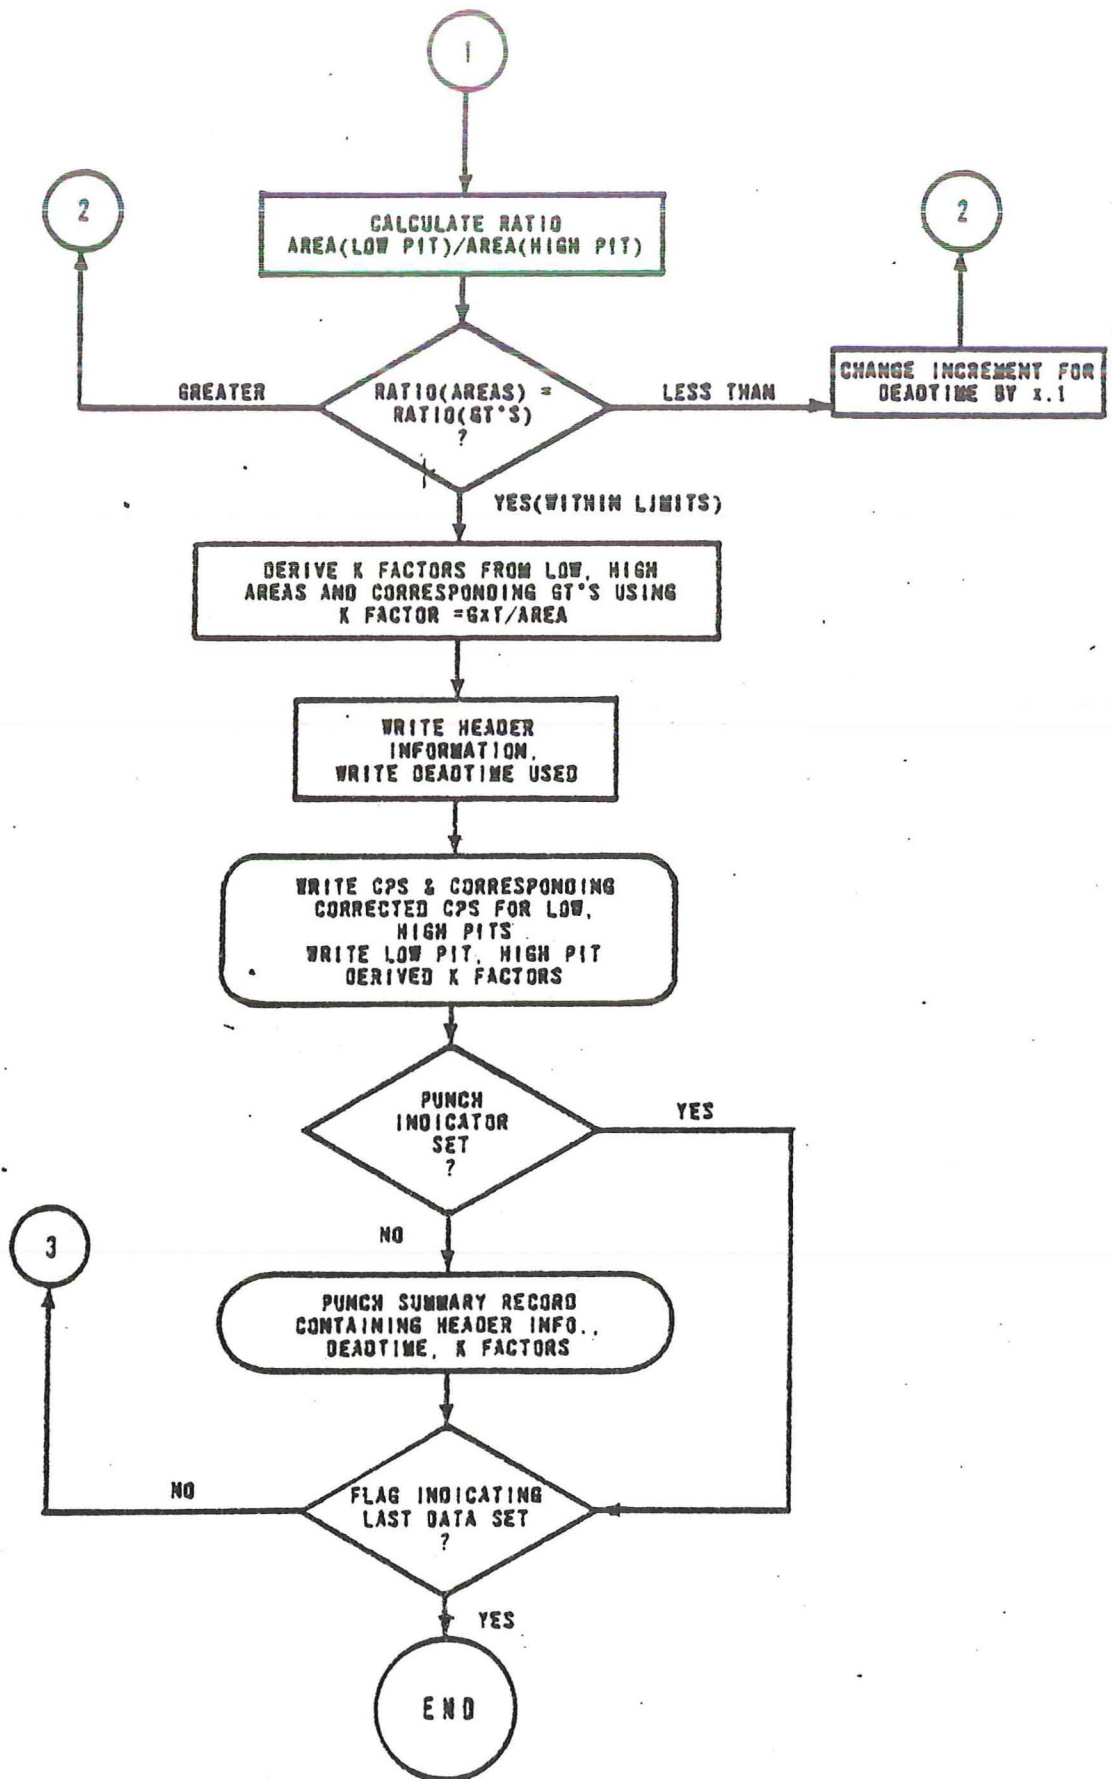 1
2
CALCULATE RATIO
AREA(LOW PIT)/AREA(HIGH PIT)
2
GREATER
RATIO(AREAS) =
RATIO(GT'S)
?
LESS THAN
CHANGE INCREMENT FOR
DEADTIME BY x.1
YES(WITHIN LIMITS)
DERIVE K FACTORS FROM LOW, HIGH
AREAS AND CORRESPONDING GT'S USING
K FACTOR =GxT/AREA
WRITE HEADER
INFORMATION,
WRITE DEADTIME USED
WRITE CPS & CORRESPONDING
CORRECTED CPS FOR LOW,
HIGH PITS
WRITE LOW PIT, HIGH PIT
DERIVED K FACTORS
PUNCH
INDICATOR
SET
?
YES
NO
3
PUNCH SUMMARY RECORD
CONTAINING HEADER INFO.,
DEADTIME, K FACTORS
NO
FLAG INDICATING
LAST DATA SET
?
YES
END